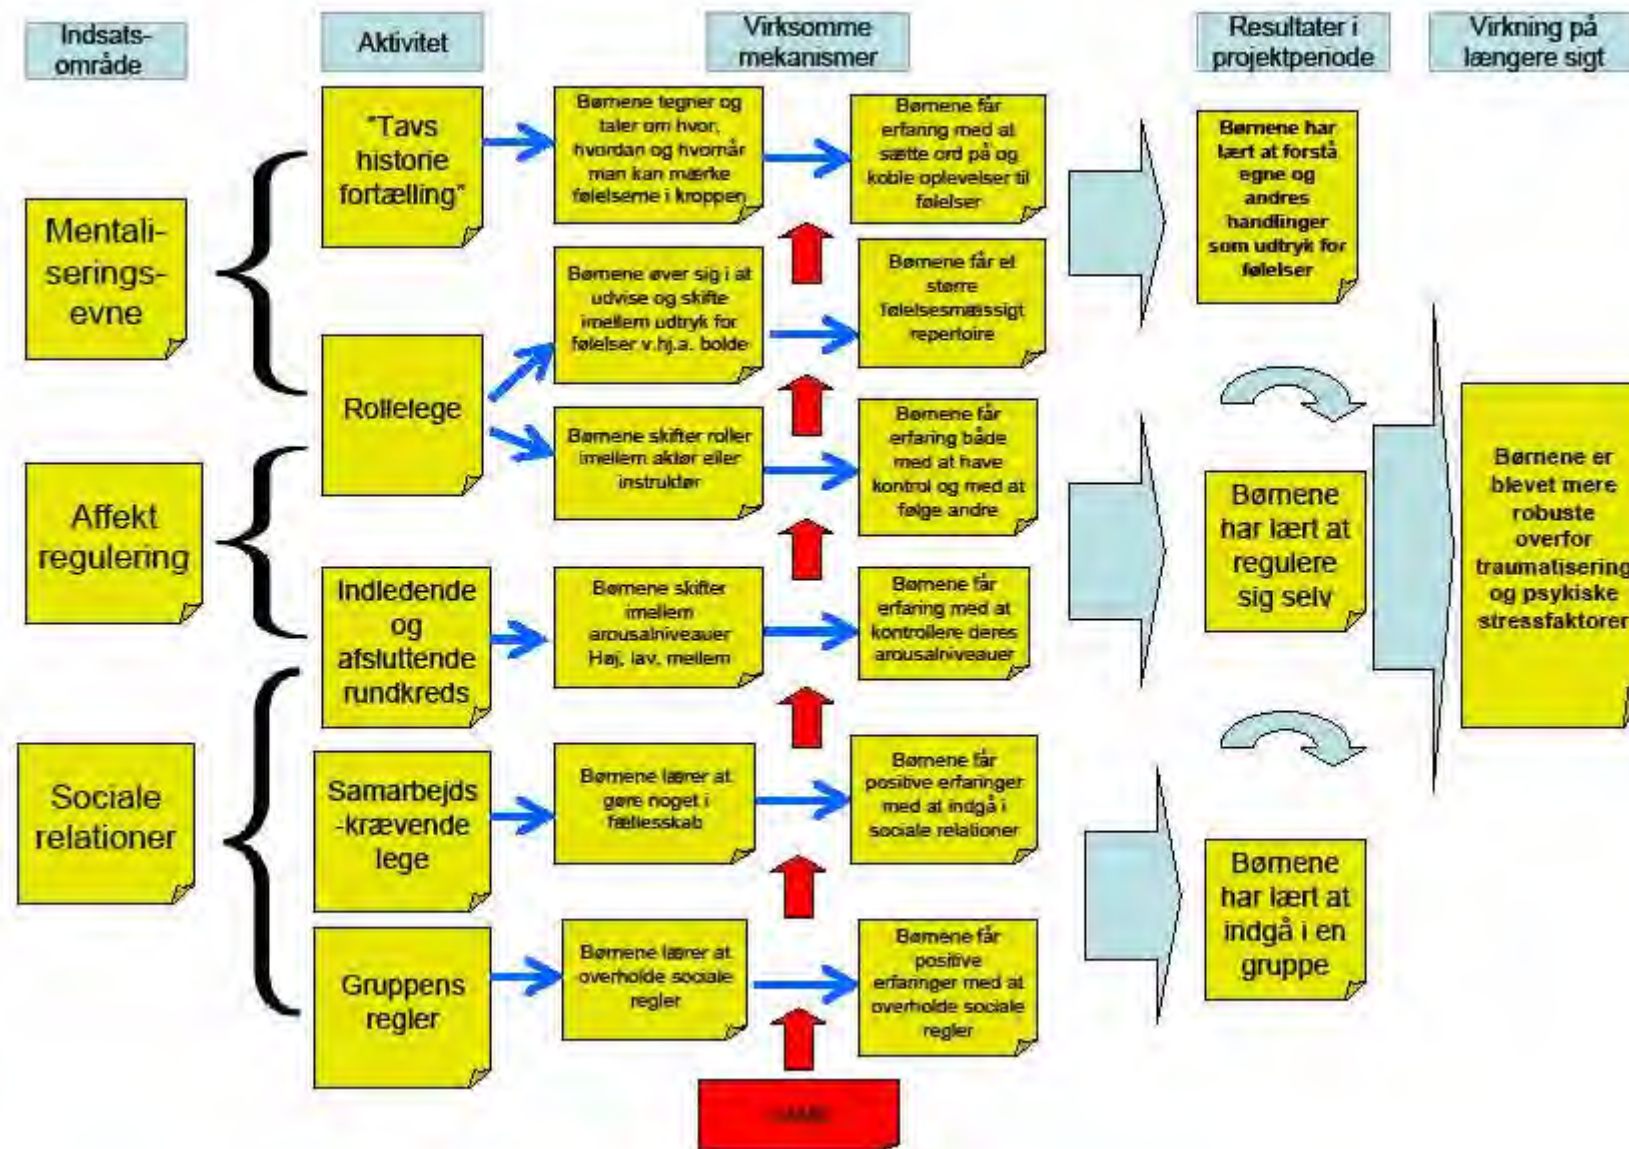 Indsats-
område
Aktivitet
Virksomme
mekanismer
Resultater i
projektperiode
Virkning på
længere sigt
Mentali-
serings-
evne
Affekt
regulering
Sociale
relationer
"Tavs
historie
fortælling"
Rollelege
Indledende
og
afsluttende
rundkreds
Samarbejds
-krævende
lege
Gruppens
regler
Børnene tegner og
taler om hvor,
hvordan og hvornår
man kan mærke
følelserne i kroppen
Børnene øver sig i at
udvise og skifte
imellem udtryk for
følelser v.hj.a. bolde
Børnene skifter roller
imellem aktør eller
instruktør
Børnene skifter
imellem
arousalniveauer
Høj, lav, mellem
Børnene lærer at
gøre noget i
fællesskab
Børnene lærer at
overholde sociale
regler
Børnene får
erfaring med at
sætte ord på og
koble oplevelser til
følelser
Børnene får et
større
følelsesmæssigt
repertoire
Børnene får
erfaring både
med at have
kontrol og med at
følge andre
Børnene får
erfaring med at
kontrollere deres
arousalniveauer
Børnene får
positive erfaringer
med at indgå i
sociale relationer
Børnene får
positive
erfaringer med at
overholde sociale
regler
Børnene har
lært at forstå
egne og
andres
handlinger
som udtryk for
følelser
Børnene
har lært at
regulere
sig selv
Børnene
har lært at
indgå i en
gruppe
Børnene er
blevet mere
robuste
overfor
traumatisering
og psykiske
stressfaktorer